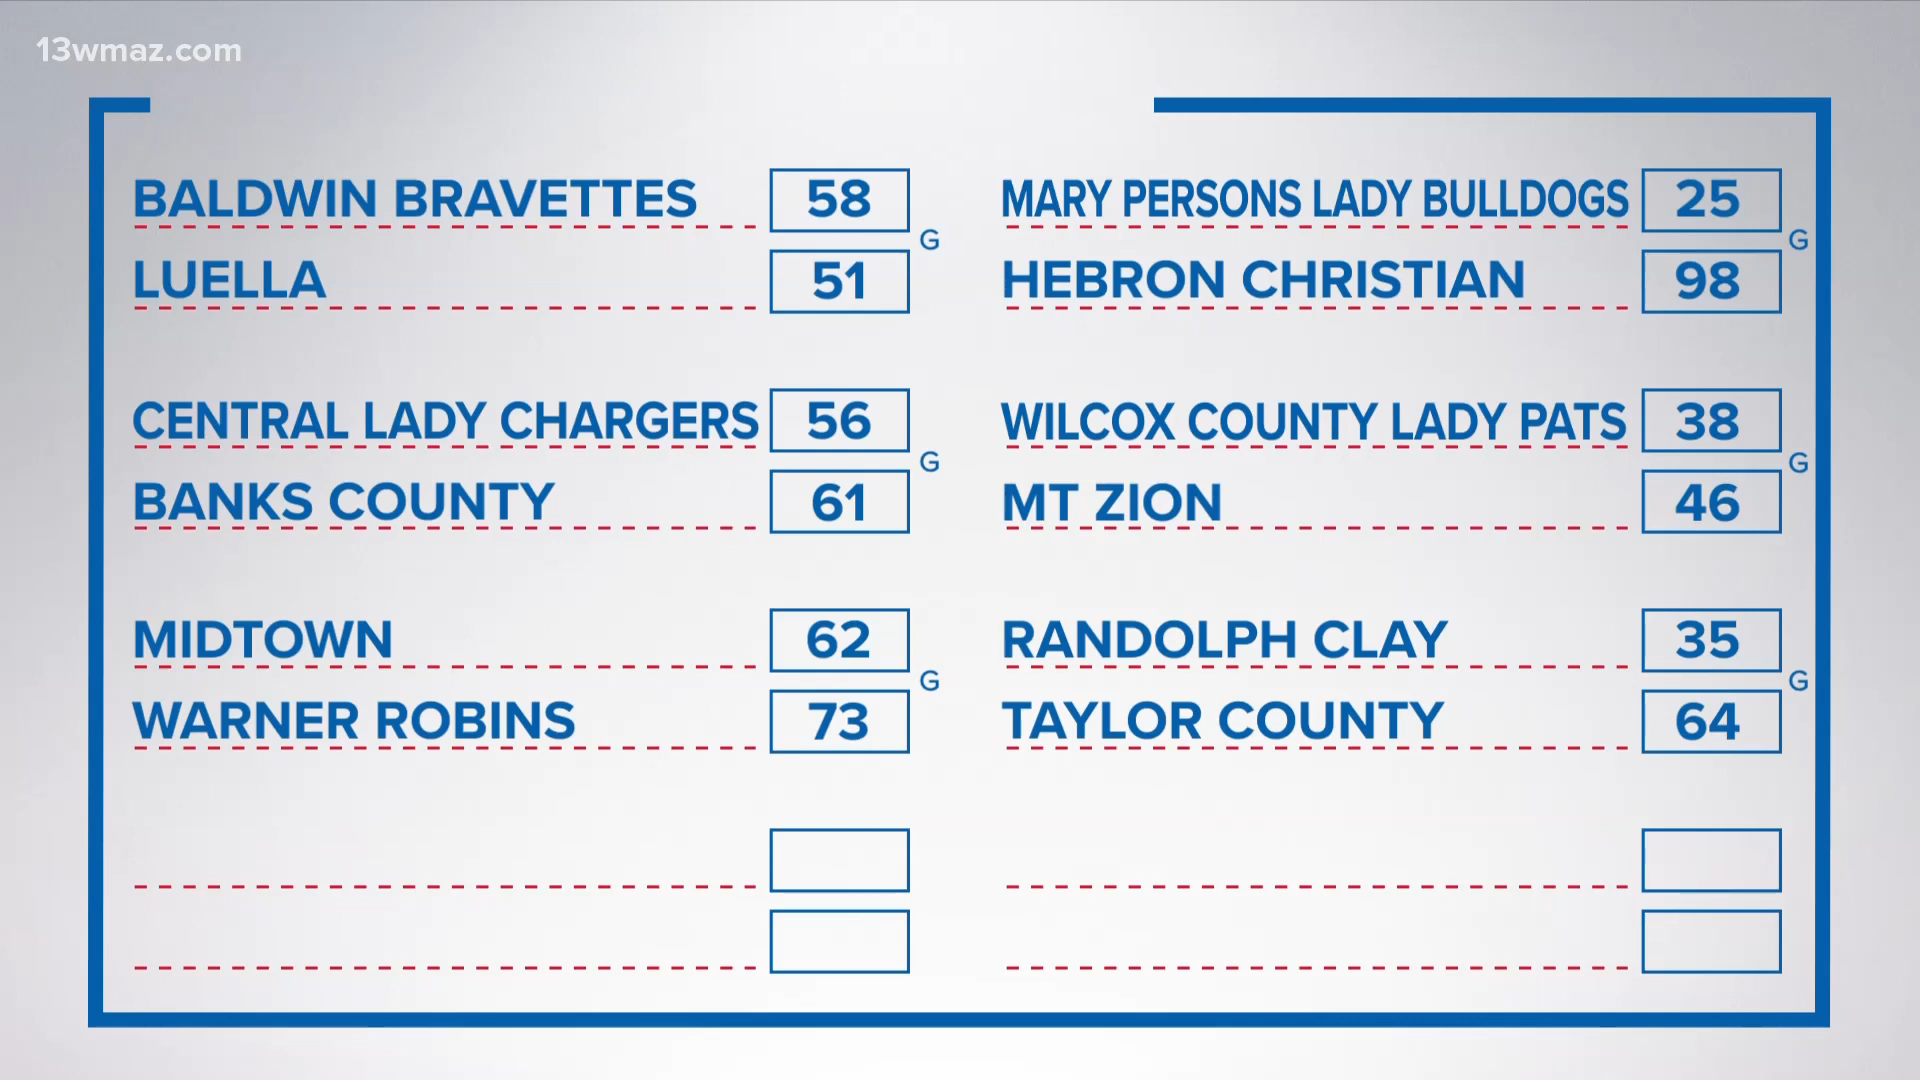 13wmaz.com
BALDWIN BRAVETTES 58
G
LUELLA 51
CENTRAL LADY CHARGERS 56
G
BANKS COUNTY 61
MIDTOWN 62
G
WARNER ROBINS 73
MARY PERSONS LADY BULLDOGS 25
G
HEBRON CHRISTIAN 98
WILCOX COUNTY LADY PATS 38
G
MT ZION 46
RANDOLPH CLAY 35
G
TAYLOR COUNTY 64